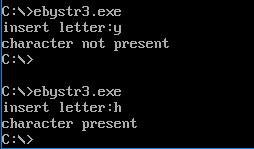 C:\>ebystr3.exe
insert letter:y
character not present
C:\>
C:\>ebystr3.exe
insert letter:h
character present
C:\>